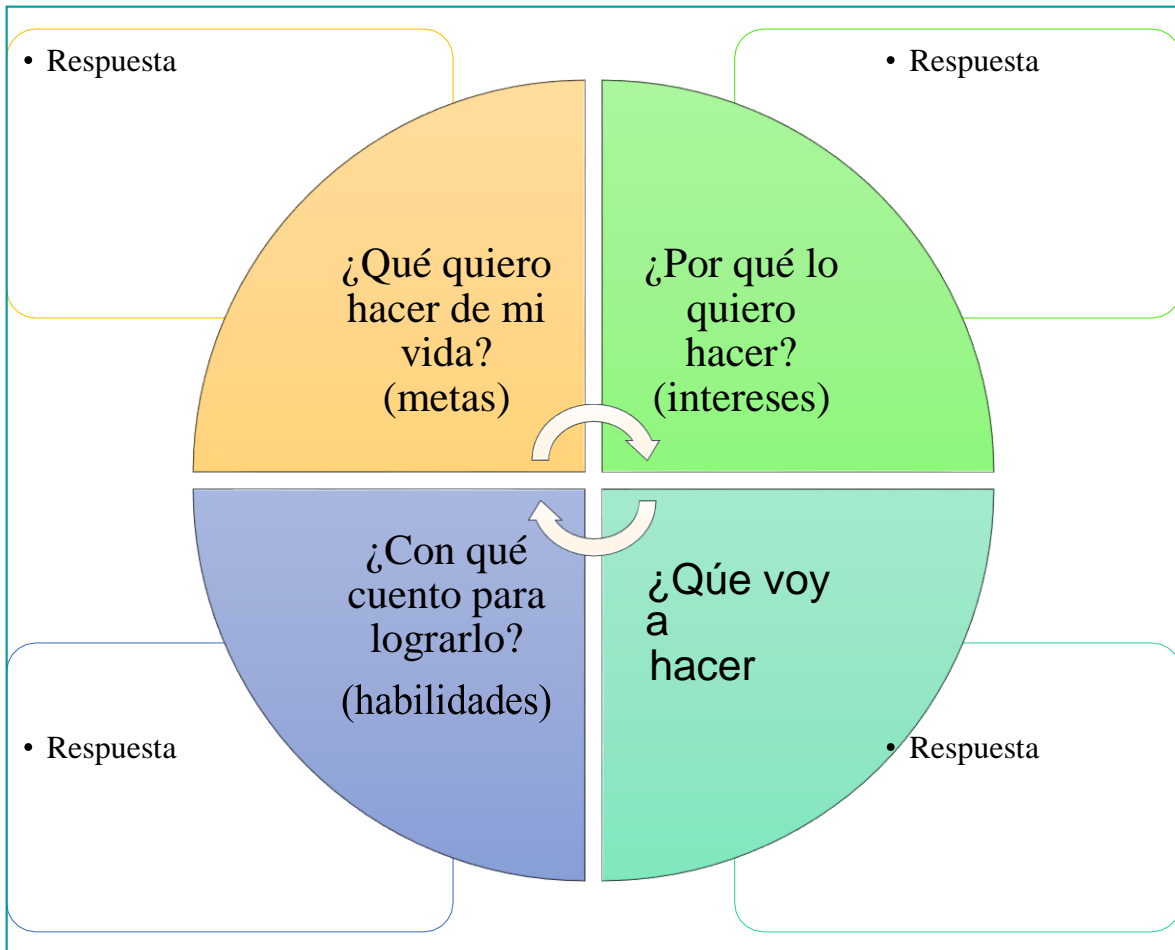 • Respuesta
• Respuesta
¿Qué quiero
hacer de mi
vida?
(metas)
¿Por qué lo
quiero
hacer?
(intereses)
¿Con qué
cuento para
lograrlo?
(habilidades)
¿Qúe voy
a
hacer
• Respuesta
• Respuesta